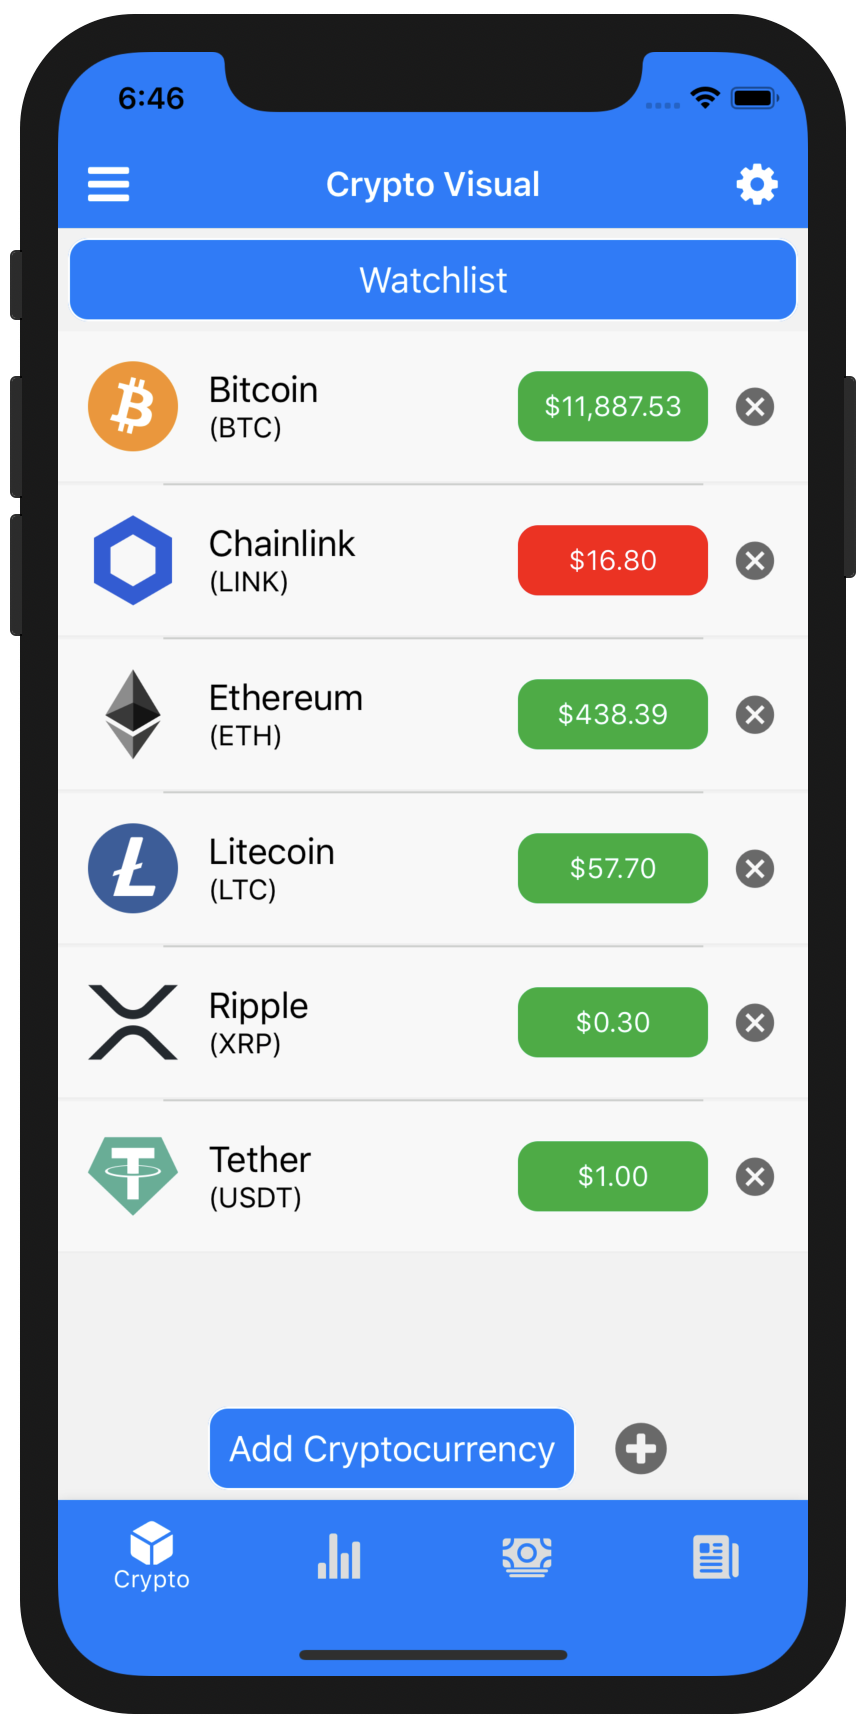 6:46
Crypto Visual
Watchlist
Bitcoin
(BTC)
$11,887.53
Chainlink
(LINK)
$16.80
Ethereum
(ETH)
$438.39
Litecoin
(LTC)
$57.70
Ripple
(XRP)
$0.30
Tether
(USDT)
$1.00
Add Cryptocurrency
Crypto